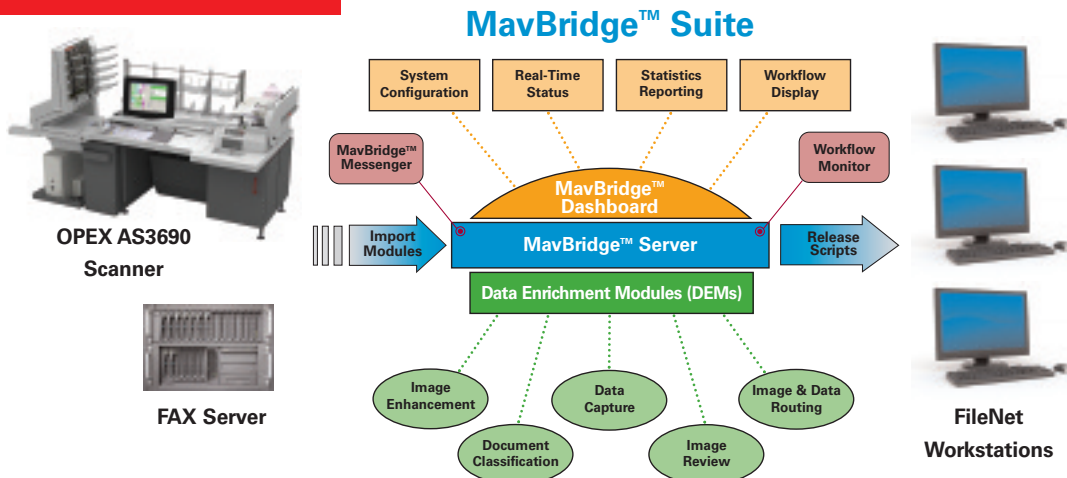 MavBridge™ Suite
System
Configuration
Real-Time
Status
Statistics
Reporting
Workflow
Display
MavBridge™
Messenger
Workflow
Monitor
MavBridge™
Dashboard
OPEX AS3690
Scanner
Import
Modules
MavBridge™ Server
Release
Scripts
Data Enrichment Modules (DEMs)
Image
Enhancement
Data
Capture
Image & Data
Routing
Document
Classification
Image
Review
FAX Server
FileNet
Workstations